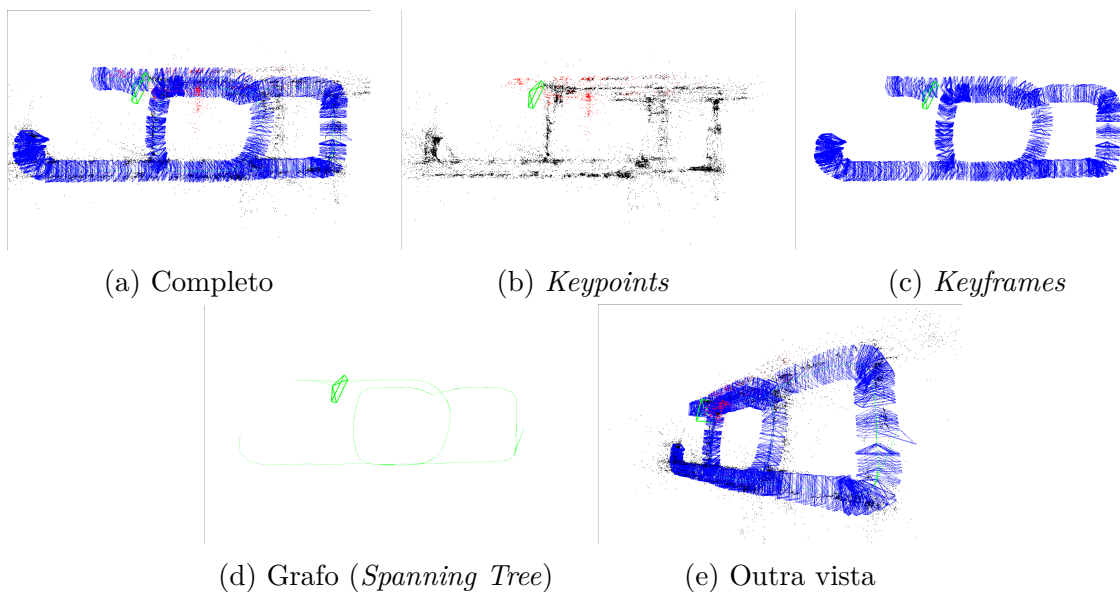 (a) Completo
(b) Keypoints
(c) Keyframes
(d) Grafo (Spanning Tree)
(e) Outra vista